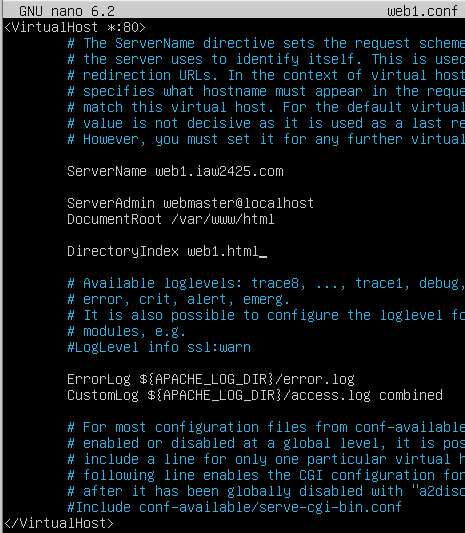 GNU nano 6.2 web1.conf
<VirtualHost *:80>
# The ServerName directive sets the request scheme
# the server uses to identify itself. This is used
# redirection URLs. In the context of virtual host
# specifies what hostname must appear in the reque
# match this virtual host. For the default virtual
# value is not decisive as it is used as a last re
# However, you must set it for any further virtual
ServerName web1.iaw2425.com
ServerAdmin webmaster@localhost
DocumentRoot /var/www/html
DirectoryIndex web1.html_
# Available loglevels: trace8, ..., trace1, debug,
# error, crit, alert, emerg.
# It is also possible to configure the loglevel fo
# modules, e.g.
#LogLevel info ssl:warn
ErrorLog ${APACHE_LOG_DIR}/error.log
CustomLog ${APACHE_LOG_DIR}/access.log combined
# For most configuration files from conf-available
# enabled or disabled at a global level, it is pos
# include a line for only one particular virtual h
# following line enables the CGI configuration for
# after it has been globally disabled with "a2disc
#Include conf-available/serve-cgi-bin.conf
</VirtualHost>